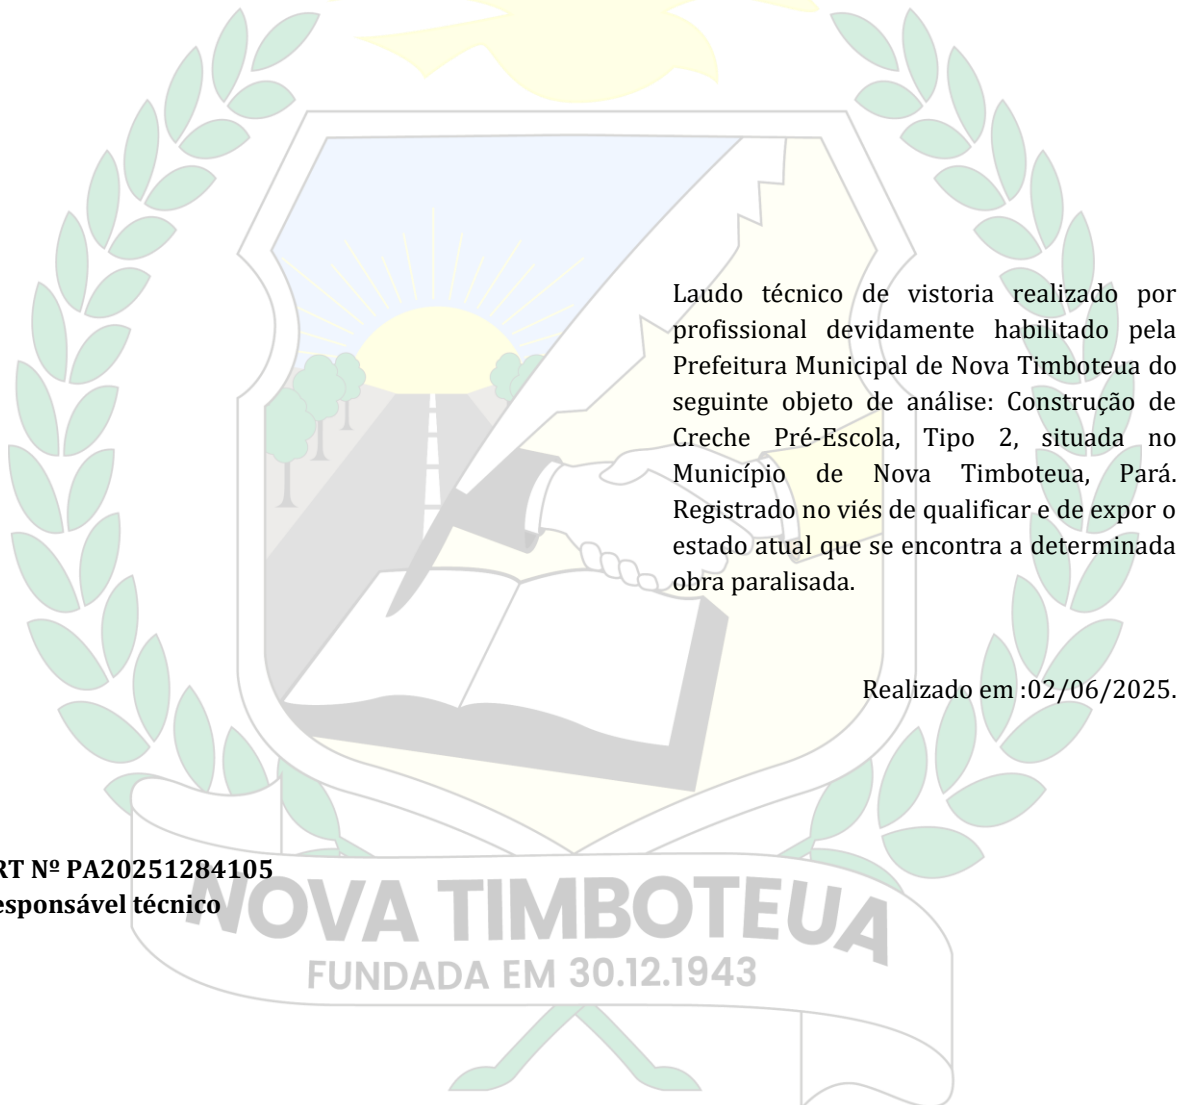 Laudo técnico de vistoria realizado por
profissional devidamente habilitado pela
Prefeitura Municipal de Nova Timboteua do
seguinte objeto de análise: Construção de
Creche Pré-Escola, Tipo 2, situada no
Município de Nova Timboteua, Pará.
Registrado no viés de qualificar e de expor o
estado atual que se encontra a determinada
obra paralisada.
Realizado em :02/06/2025.
RT Nº PA20251284105
esponsável técnico
NOVA TIMBOTEUA
FUNDADA EM 30.12.1943